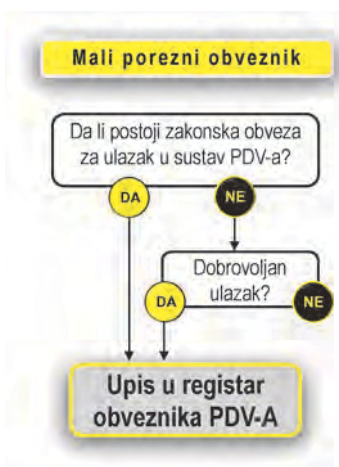 Mali porezni obveznik
Da li postoji zakonska obveza
za ulazak u sustav PDV-a?
DA
NE
Dobrovoljan
ulazak?
DA
NE
Upis u registar
obveznika PDV-A